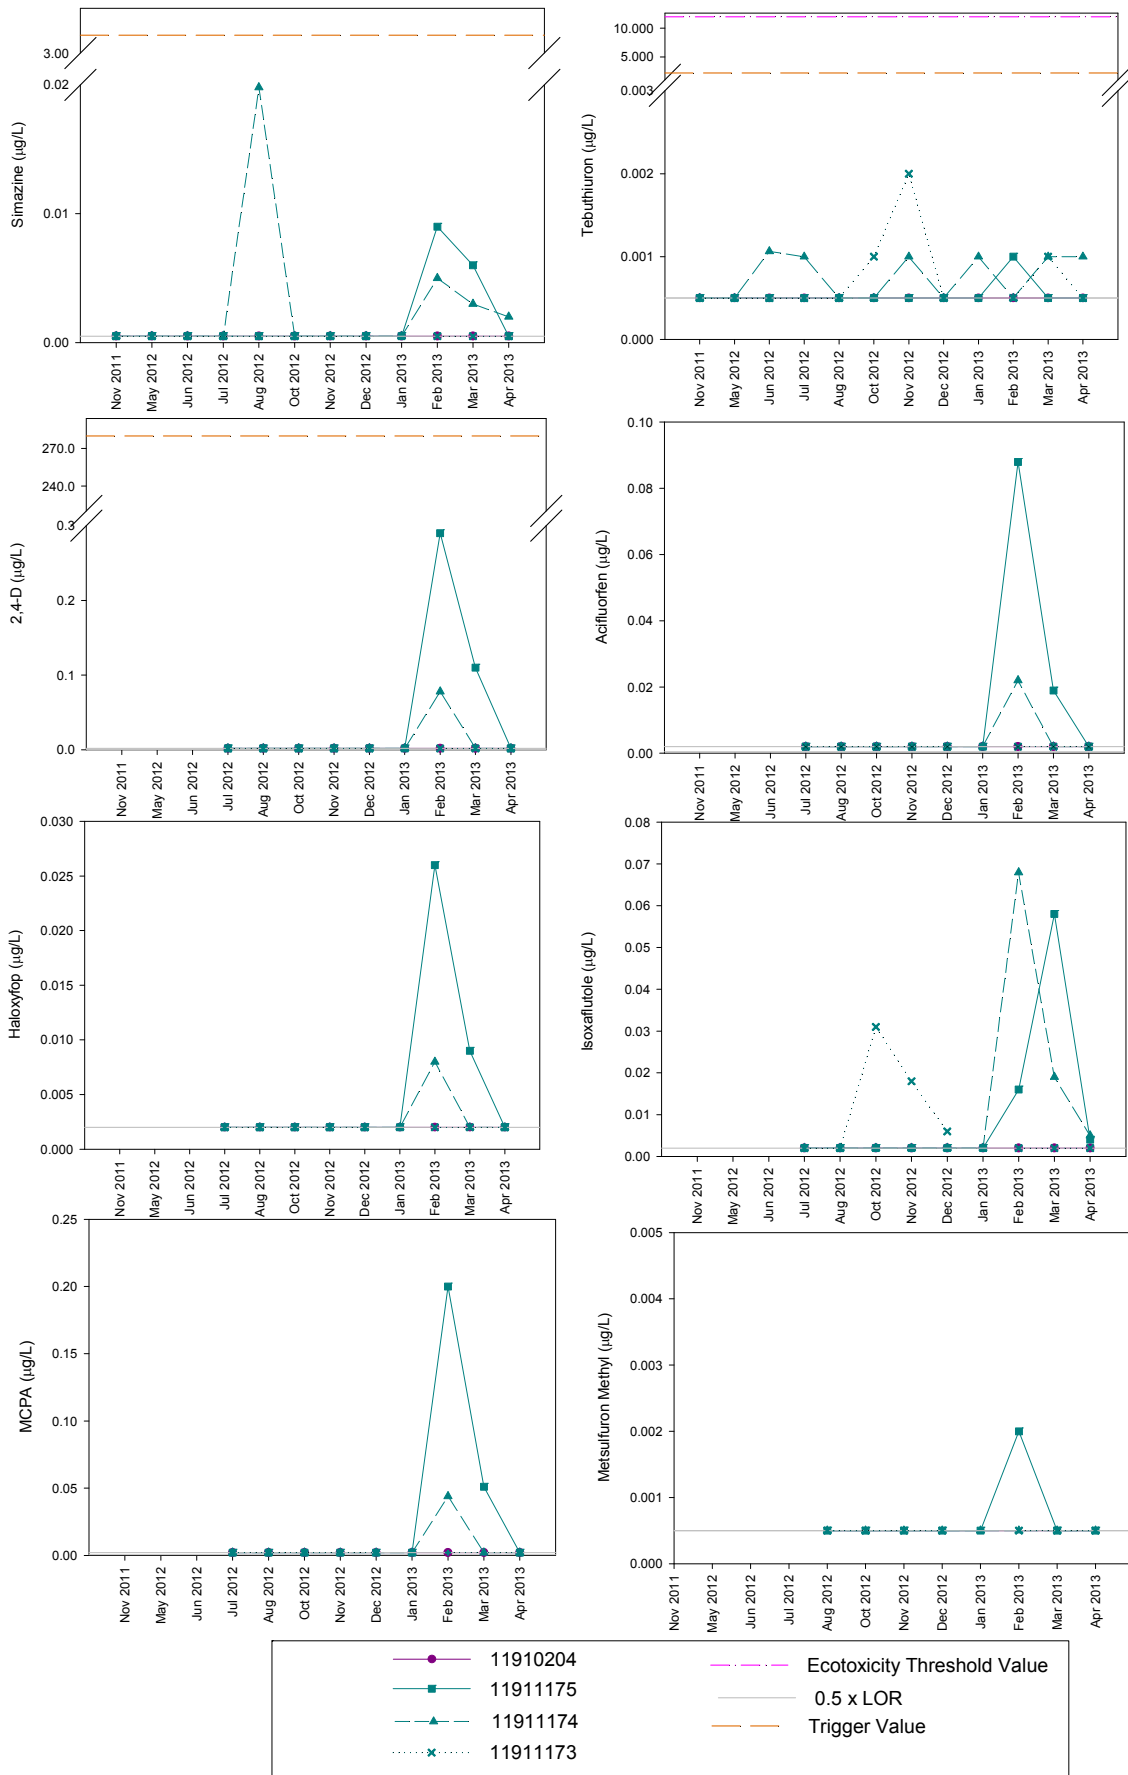 Simazine (µg/L)
3.00
0.02
0.01
0.00
Nov 2011
May 2012
Jun 2012
Jul 2012
Aug 2012
Oct 2012
Nov 2012
Dec 2012
Jan 2013
Feb 2013
Mar 2013
Apr 2013
Tebuthiuron (µg/L)
10.000
5.000
0.003
0.002
0.001
0.000
Nov 2011
May 2012
Jun 2012
Jul 2012
Aug 2012
Oct 2012
Nov 2012
Dec 2012
Jan 2013
Feb 2013
Mar 2013
Apr 2013
2,4-D (µg/L)
270.0
240.0
0.3
0.2
0.1
0.0
Nov 2011
May 2012
Jun 2012
Jul 2012
Aug 2012
Oct 2012
Nov 2012
Dec 2012
Jan 2013
Feb 2013
Mar 2013
Apr 2013
Acifluorfen (µg/L)
0.10
0.08
0.06
0.04
0.02
0.00
Nov 2011
May 2012
Jun 2012
Jul 2012
Aug 2012
Oct 2012
Nov 2012
Dec 2012
Jan 2013
Feb 2013
Mar 2013
Apr 2013
Haloxyfop (µg/L)
0.030
0.025
0.020
0.015
0.010
0.005
0.000
Nov 2011
May 2012
Jun 2012
Jul 2012
Aug 2012
Oct 2012
Nov 2012
Dec 2012
Jan 2013
Feb 2013
Mar 2013
Apr 2013
Isoxaflutole (µg/L)
0.08
0.07
0.06
0.05
0.04
0.03
0.02
0.01
0.00
Nov 2011
May 2012
Jun 2012
Jul 2012
Aug 2012
Oct 2012
Nov 2012
Dec 2012
Jan 2013
Feb 2013
Mar 2013
Apr 2013
MCPA (µg/L)
0.25
0.20
0.15
0.10
0.05
0.00
Nov 2011
May 2012
Jun 2012
Jul 2012
Aug 2012
Oct 2012
Nov 2012
Dec 2012
Jan 2013
Feb 2013
Mar 2013
Apr 2013
Metsulfuron Methyl (µg/L)
0.005
0.004
0.003
0.002
0.001
0.000
Nov 2011
May 2012
Jun 2012
Jul 2012
Aug 2012
Oct 2012
Nov 2012
Dec 2012
Jan 2013
Feb 2013
Mar 2013
Apr 2013
11910204
11911175
11911174
11911173
Ecotoxicity Threshold Value
0.5 x LOR
Trigger Value